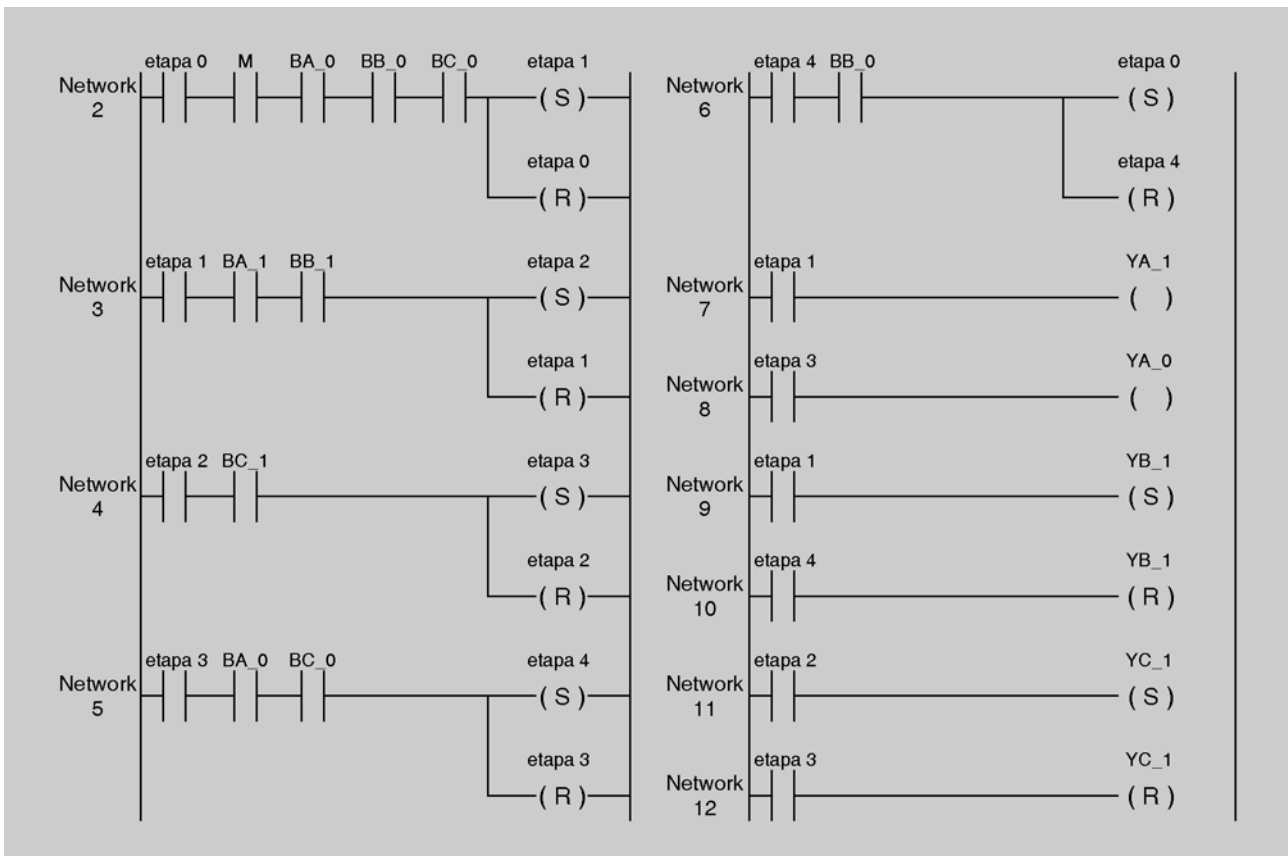 etapa 0 M BA_0 BB_0 BC_0 etapa 1
Network
2
( S )
etapa 0
( R )
etapa 1 BA_1 BB_1 etapa 2
Network
3
( S )
etapa 1
( R )
etapa 2 BC_1 etapa 3
Network
4
( S )
etapa 2
( R )
etapa 3 BA_0 BC_0 etapa 4
Network
5
( S )
etapa 3
( R )
etapa 4 BB_0 etapa 0
Network
6
( S )
etapa 4
( R )
etapa 1 YA_1
Network
7
( )
etapa 3 YA_0
Network
8
( )
etapa 1 YB_1
Network
9
( S )
etapa 4 YB_1
Network
10
( R )
etapa 2 YC_1
Network
11
( S )
etapa 3 YC_1
Network
12
( R )